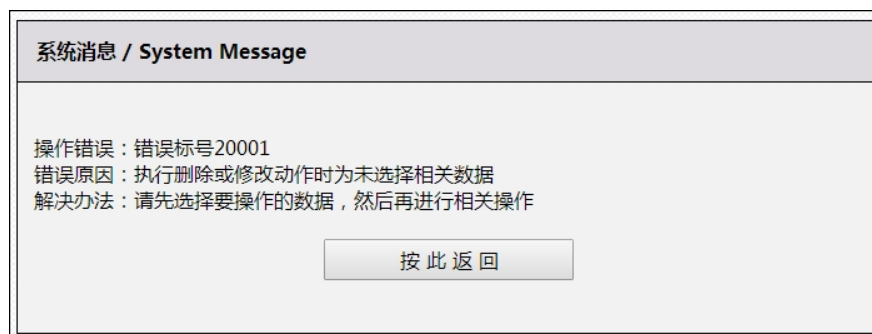 系统消息 / System Message
操作错误：错误标号20001
错误原因：执行删除或修改动作时为未选择相关数据
解决办法：请先选择要操作的数据，然后再进行相关操作
按 此 返 回